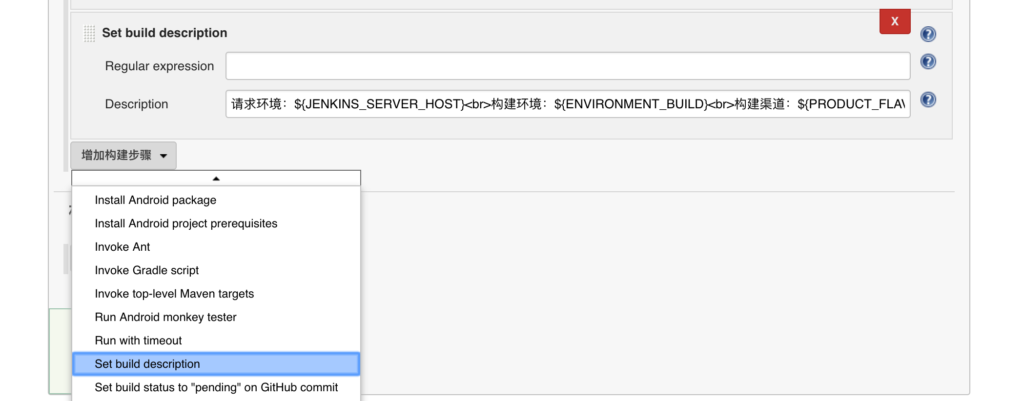 Set build description
X
Regular expression
Description
请求环境：${JENKINS_SERVER_HOST}<br>构建环境：${ENVIRONMENT_BUILD}<br>构建渠道：${PRODUCT_FLAV
增加构建步骤
Install Android package
Install Android project prerequisites
Invoke Ant
Invoke Gradle script
Invoke top-level Maven targets
Run Android monkey tester
Run with timeout
Set build description
Set build status to "pending" on GitHub commit